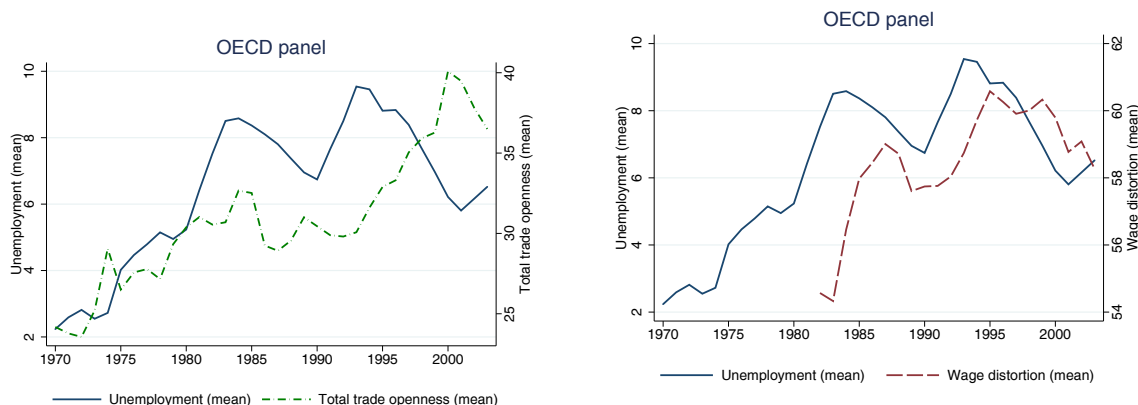 OECD panel
Unemployment (mean)
2 4 6 8 10
Total trade openness (mean)
25 30 35 40
1970 1975 1980 1985 1990 1995 2000
Unemployment (mean) Total trade openness (mean)
OECD panel
Unemployment (mean)
2 4 6 8 10
Wage distortion (mean)
54 56 58 60 62
1970 1975 1980 1985 1990 1995 2000
Unemployment (mean) Wage distortion (mean)